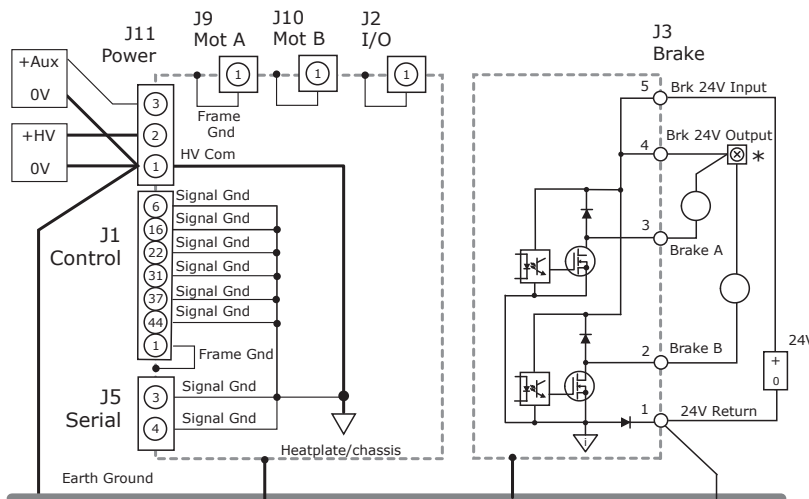 J11
Power
J9
Mot A
J10
Mot B
J2
I/O
J3
Brake
+Aux
0V
+HV
0V
3
2
1
1
1
1
Frame
Gnd
HV Com
J1
Control
6
16
22
31
37
44
1
Signal Gnd
Signal Gnd
Signal Gnd
Signal Gnd
Signal Gnd
Signal Gnd
Frame Gnd
J5
Serial
3
4
Signal Gnd
Signal Gnd
Heatplate/chassis
Earth Ground
5
Brk 24V Input
4
Brk 24V Output
*
3
Brake A
2
Brake B
1
24V Return
24V
+
0
i